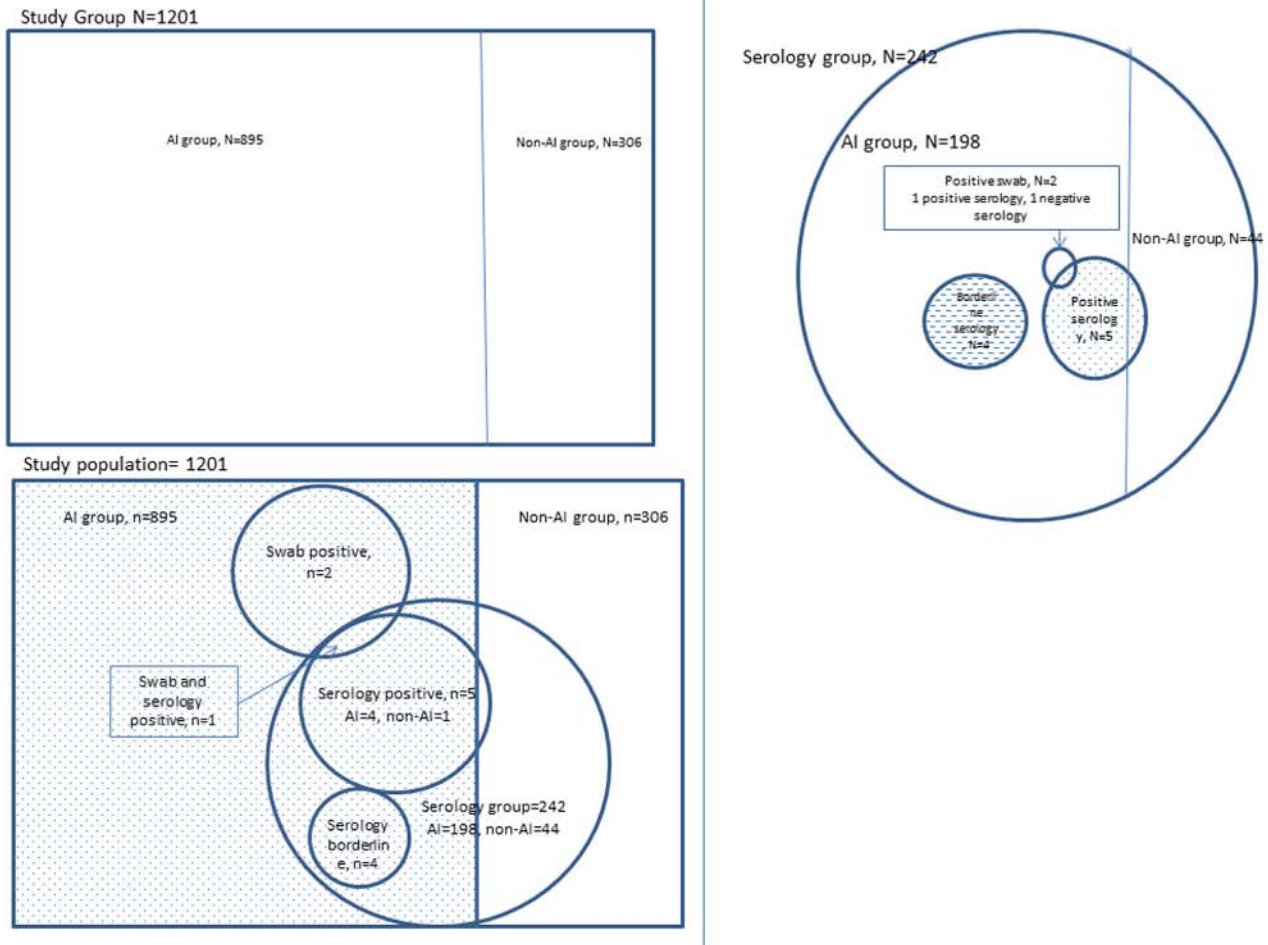 Study Group N=1201
AI group, N=895
Non-AI group, N=306
Study population= 1201
AI group, n=895
Non-AI group, n=306
Swab positive,
n=2
Swab and
serology
positive, n=1
Serology positive, n=5
AI=4, non-AI=1
Serology group=242
AI=198, non-AI=44
Serology
borderlin
e, n=4
Serology group, N=242
AI group, N=198
Positive swab, N=2
1 positive serology, 1 negative
serology
Non-AI group, N=44
Borderli
ne
serology
, N=4
Positive
serolog
y, N=5